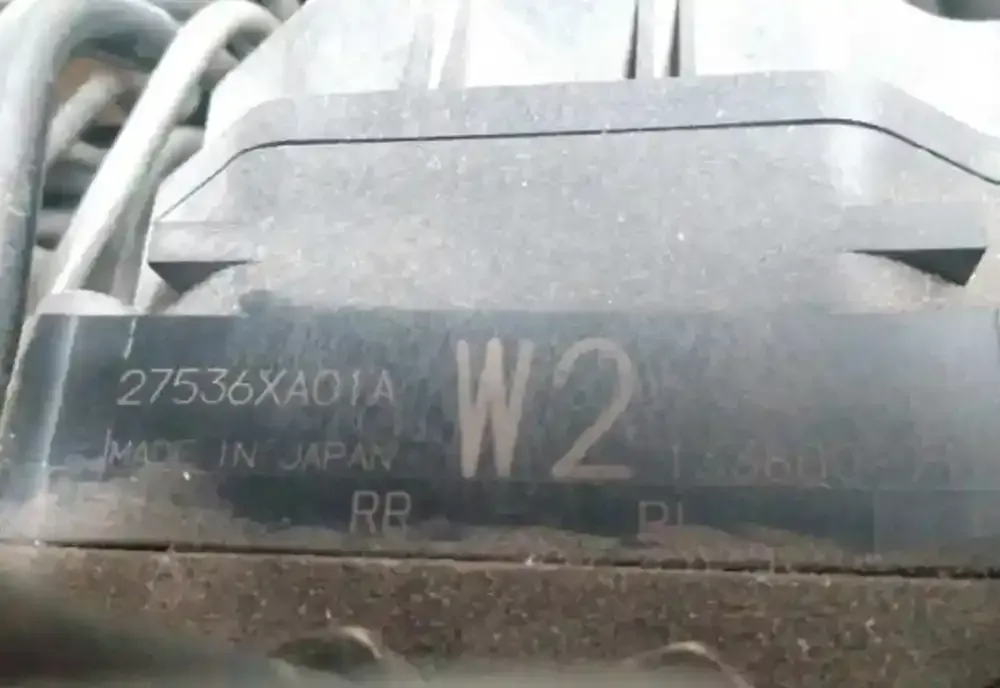 27536XA01A
W2
MADE IN JAPAN
RR